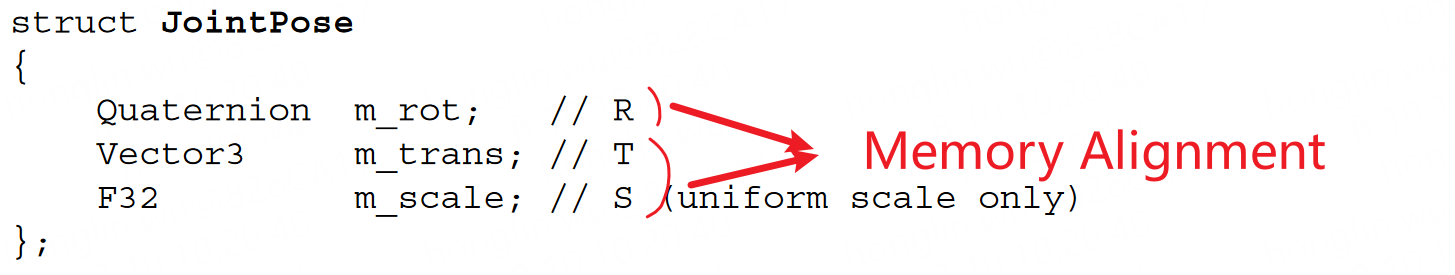 struct JointPose
{
    Quaternion  m_rot;   // R
    Vector3     m_trans; // T
    F32         m_scale; // S (uniform scale only)
};
Memory Alignment